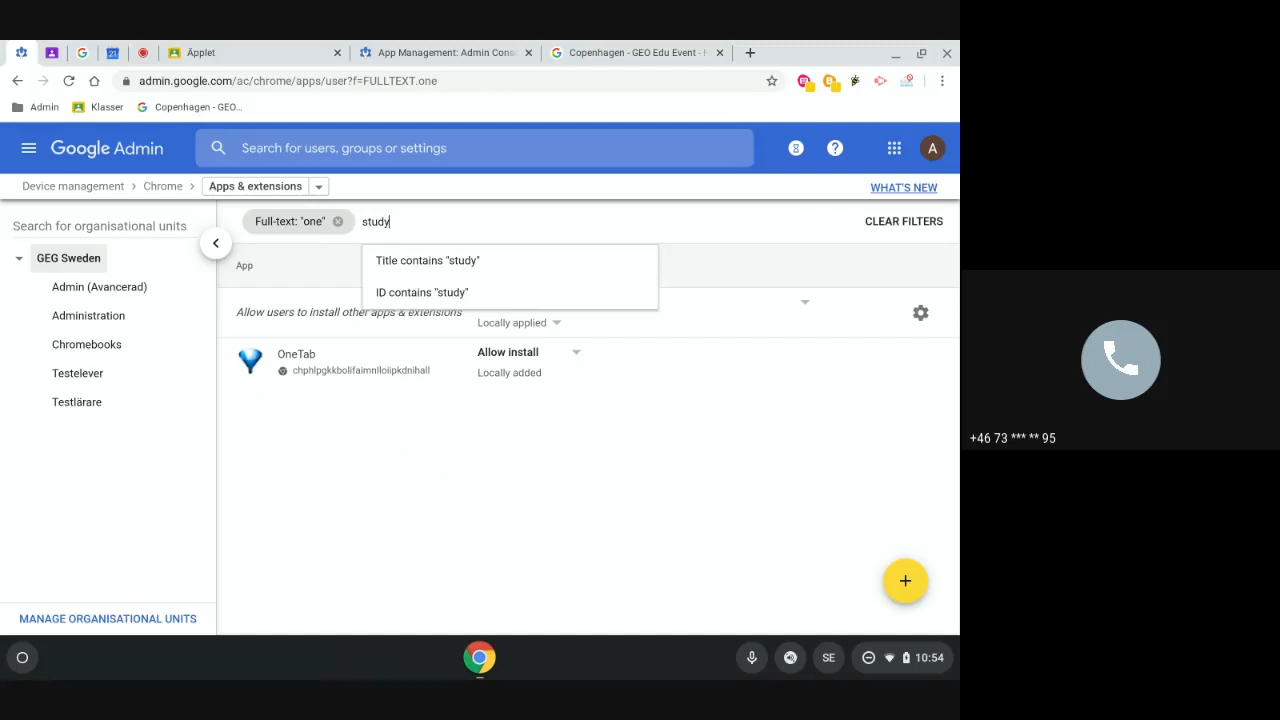 Äpplet
App Management: Admin Cons
Copenhagen - GEO Edu Event - H
admin.google.com/ac/chrome/apps/user?f=FULLTEXT.one
Admin
Klasser
Copenhagen - GEO...
Google Admin
Search for users, groups or settings
A
Device management
Chrome
Apps & extensions
WHAT'S NEW
Search for organisational units
GEG Sweden
Admin (Avancerad)
Administration
Chromebooks
Testelever
Testlärare
MANAGE ORGANISATIONAL UNITS
Full-text: "one"
study
CLEAR FILTERS
Title contains "study"
ID contains "study"
App
Allow users to install other apps & extensions
Locally applied
OneTab
chphlpgkkbolifaimnlloiipkdnihall
Allow install
Locally added
SE
10:54
+46 73 *** ** 95